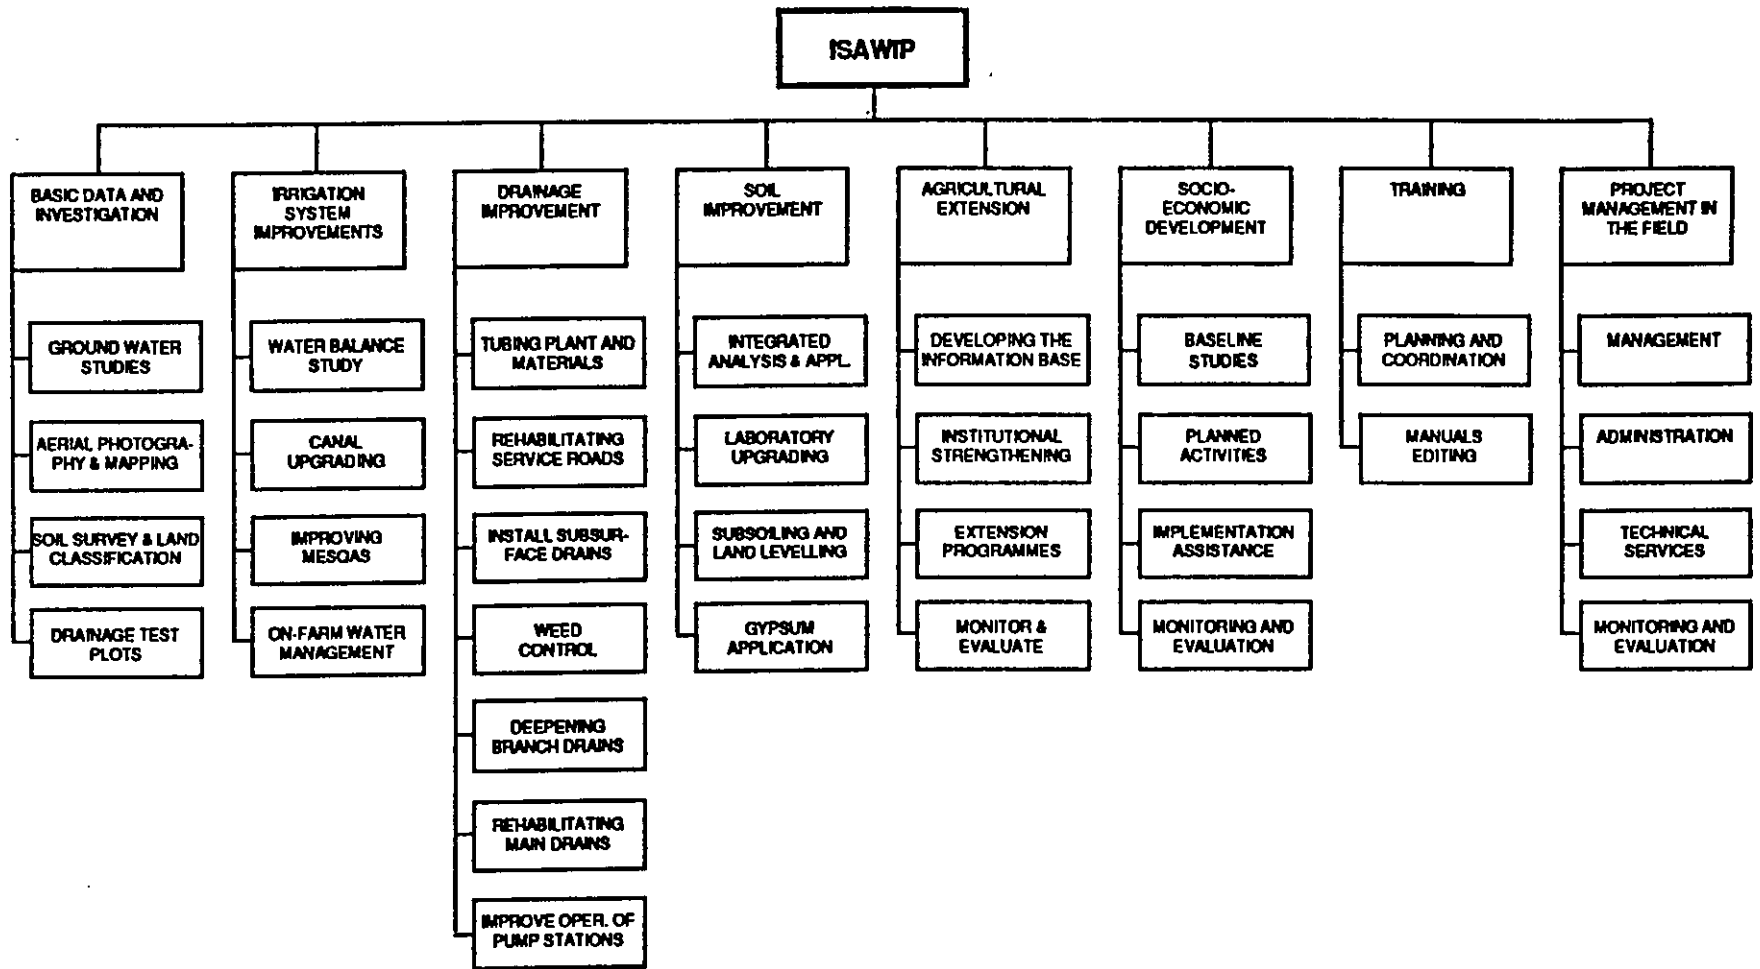 ISAWIP
BASIC DATA AND
INVESTIGATION
IRRIGATION
SYSTEM
IMPROVEMENTS
DRAINAGE
IMPROVEMENT
SOIL
IMPROVEMENT
AGRICULTURAL
EXTENSION
SOCIO-
ECONOMIC
DEVELOPMENT
TRAINING
PROJECT
MANAGEMENT IN
THE FIELD
GROUND WATER
STUDIES
AERIAL PHOTOGRA-
PHY & MAPPING
SOIL SURVEY & LAND
CLASSIFICATION
DRAINAGE TEST
PLOTS
WATER BALANCE
STUDY
CANAL
UPGRADING
IMPROVING
MESQAS
ON-FARM WATER
MANAGEMENT
TUBING PLANT AND
MATERIALS
REHABILITATING
SERVICE ROADS
INSTALL SUBSUR-
FACE DRAINS
WEED
CONTROL
DEEPENING
BRANCH DRAINS
REHABILITATING
MAIN DRAINS
IMPROVE OPER. OF
PUMP STATIONS
INTEGRATED
ANALYSIS & APPL.
LABORATORY
UPGRADING
SUBSOILING AND
LAND LEVELLING
GYPSUM
APPLICATION
DEVELOPING THE
INFORMATION BASE
INSTITUTIONAL
STRENGTHENING
EXTENSION
PROGRAMMES
MONITOR &
EVALUATE
BASELINE
STUDIES
PLANNED
ACTIVITIES
IMPLEMENTATION
ASSISTANCE
MONITORING AND
EVALUATION
PLANNING AND
COORDINATION
MANUALS
EDITING
MANAGEMENT
ADMINISTRATION
TECHNICAL
SERVICES
MONITORING AND
EVALUATION